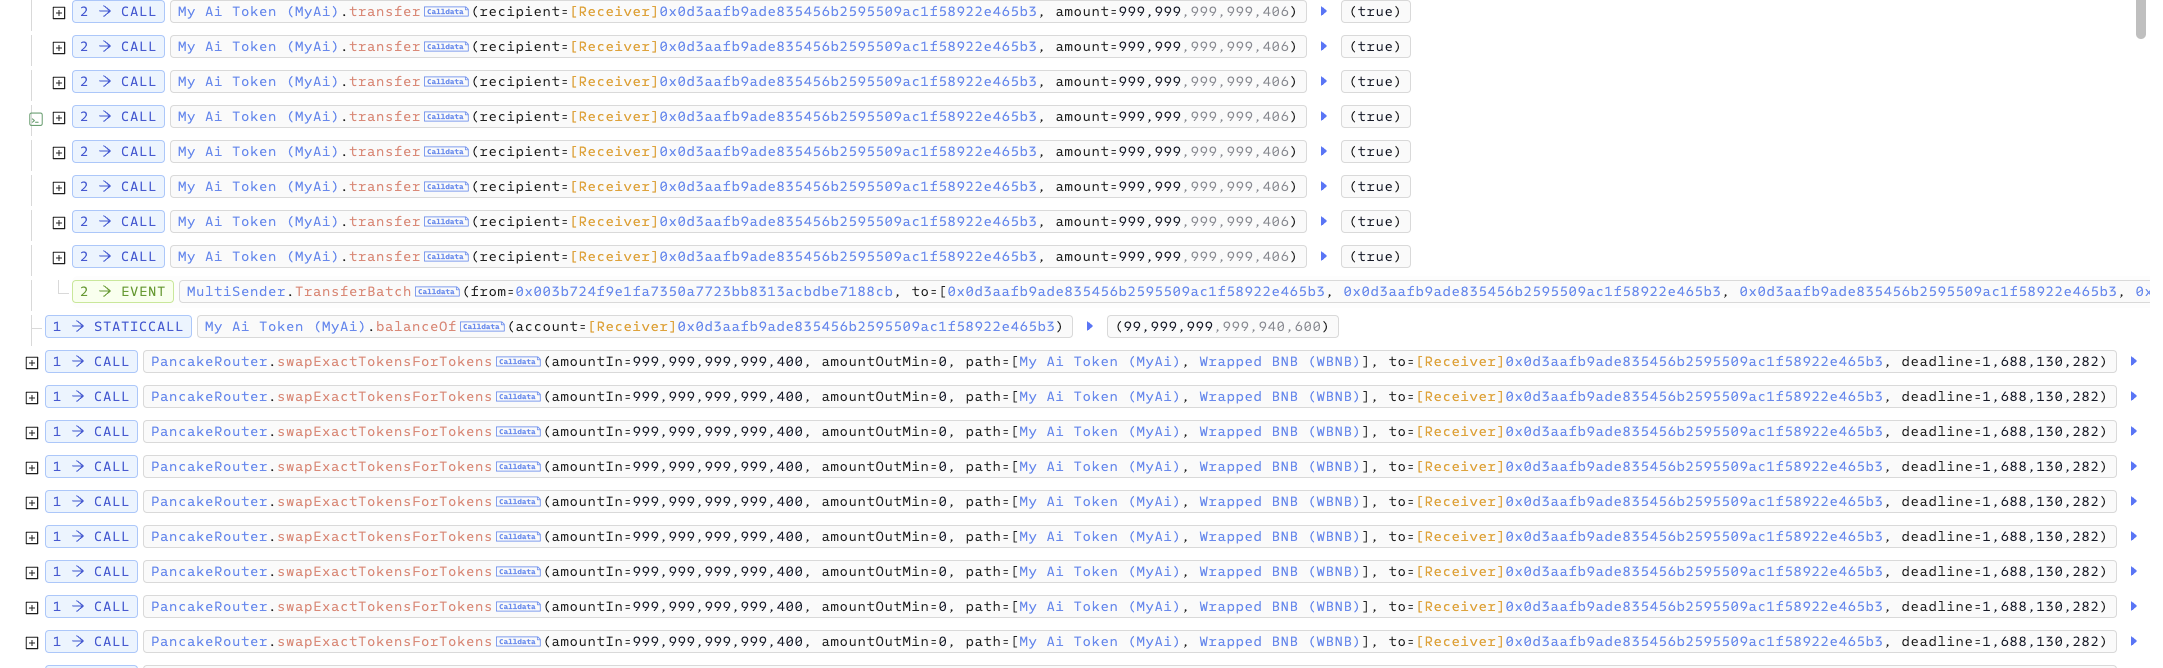 2 → CALL My Ai Token (MyAi).transfer Calldata (recipient=[Receiver]0x0d3aafb9ade835456b2595509ac1f58922e465b3, amount=999,999,999,999,406) (true)
2 → CALL My Ai Token (MyAi).transfer Calldata (recipient=[Receiver]0x0d3aafb9ade835456b2595509ac1f58922e465b3, amount=999,999,999,999,406) (true)
2 → CALL My Ai Token (MyAi).transfer Calldata (recipient=[Receiver]0x0d3aafb9ade835456b2595509ac1f58922e465b3, amount=999,999,999,999,406) (true)
2 → CALL My Ai Token (MyAi).transfer Calldata (recipient=[Receiver]0x0d3aafb9ade835456b2595509ac1f58922e465b3, amount=999,999,999,999,406) (true)
2 → CALL My Ai Token (MyAi).transfer Calldata (recipient=[Receiver]0x0d3aafb9ade835456b2595509ac1f58922e465b3, amount=999,999,999,999,406) (true)
2 → CALL My Ai Token (MyAi).transfer Calldata (recipient=[Receiver]0x0d3aafb9ade835456b2595509ac1f58922e465b3, amount=999,999,999,999,406) (true)
2 → CALL My Ai Token (MyAi).transfer Calldata (recipient=[Receiver]0x0d3aafb9ade835456b2595509ac1f58922e465b3, amount=999,999,999,999,406) (true)
2 → CALL My Ai Token (MyAi).transfer Calldata (recipient=[Receiver]0x0d3aafb9ade835456b2595509ac1f58922e465b3, amount=999,999,999,999,406) (true)
2 → EVENT MultiSender.TransferBatch Calldata (from=0x003b724f9e1fa7350a7723bb8313acbdbe7188cb, to=[0x0d3aafb9ade835456b2595509ac1f58922e465b3, 0x0d3aafb9ade835456b2595509ac1f58922e465b3, 0x0d3aafb9ade835456b2595509ac1f58922e465b3, 0x
1 → STATICCALL My Ai Token (MyAi).balanceOf Calldata (account=[Receiver]0x0d3aafb9ade835456b2595509ac1f58922e465b3) (99,999,999,999,940,600)
1 → CALL PancakeRouter.swapExactTokensForTokens Calldata (amountIn=999,999,999,999,400, amountOutMin=0, path=[My Ai Token (MyAi), Wrapped BNB (WBNB)], to=[Receiver]0x0d3aafb9ade835456b2595509ac1f58922e465b3, deadline=1,688,130,282)
1 → CALL PancakeRouter.swapExactTokensForTokens Calldata (amountIn=999,999,999,999,400, amountOutMin=0, path=[My Ai Token (MyAi), Wrapped BNB (WBNB)], to=[Receiver]0x0d3aafb9ade835456b2595509ac1f58922e465b3, deadline=1,688,130,282)
1 → CALL PancakeRouter.swapExactTokensForTokens Calldata (amountIn=999,999,999,999,400, amountOutMin=0, path=[My Ai Token (MyAi), Wrapped BNB (WBNB)], to=[Receiver]0x0d3aafb9ade835456b2595509ac1f58922e465b3, deadline=1,688,130,282)
1 → CALL PancakeRouter.swapExactTokensForTokens Calldata (amountIn=999,999,999,999,400, amountOutMin=0, path=[My Ai Token (MyAi), Wrapped BNB (WBNB)], to=[Receiver]0x0d3aafb9ade835456b2595509ac1f58922e465b3, deadline=1,688,130,282)
1 → CALL PancakeRouter.swapExactTokensForTokens Calldata (amountIn=999,999,999,999,400, amountOutMin=0, path=[My Ai Token (MyAi), Wrapped BNB (WBNB)], to=[Receiver]0x0d3aafb9ade835456b2595509ac1f58922e465b3, deadline=1,688,130,282)
1 → CALL PancakeRouter.swapExactTokensForTokens Calldata (amountIn=999,999,999,999,400, amountOutMin=0, path=[My Ai Token (MyAi), Wrapped BNB (WBNB)], to=[Receiver]0x0d3aafb9ade835456b2595509ac1f58922e465b3, deadline=1,688,130,282)
1 → CALL PancakeRouter.swapExactTokensForTokens Calldata (amountIn=999,999,999,999,400, amountOutMin=0, path=[My Ai Token (MyAi), Wrapped BNB (WBNB)], to=[Receiver]0x0d3aafb9ade835456b2595509ac1f58922e465b3, deadline=1,688,130,282)
1 → CALL PancakeRouter.swapExactTokensForTokens Calldata (amountIn=999,999,999,999,400, amountOutMin=0, path=[My Ai Token (MyAi), Wrapped BNB (WBNB)], to=[Receiver]0x0d3aafb9ade835456b2595509ac1f58922e465b3, deadline=1,688,130,282)
1 → CALL PancakeRouter.swapExactTokensForTokens Calldata (amountIn=999,999,999,999,400, amountOutMin=0, path=[My Ai Token (MyAi), Wrapped BNB (WBNB)], to=[Receiver]0x0d3aafb9ade835456b2595509ac1f58922e465b3, deadline=1,688,130,282)